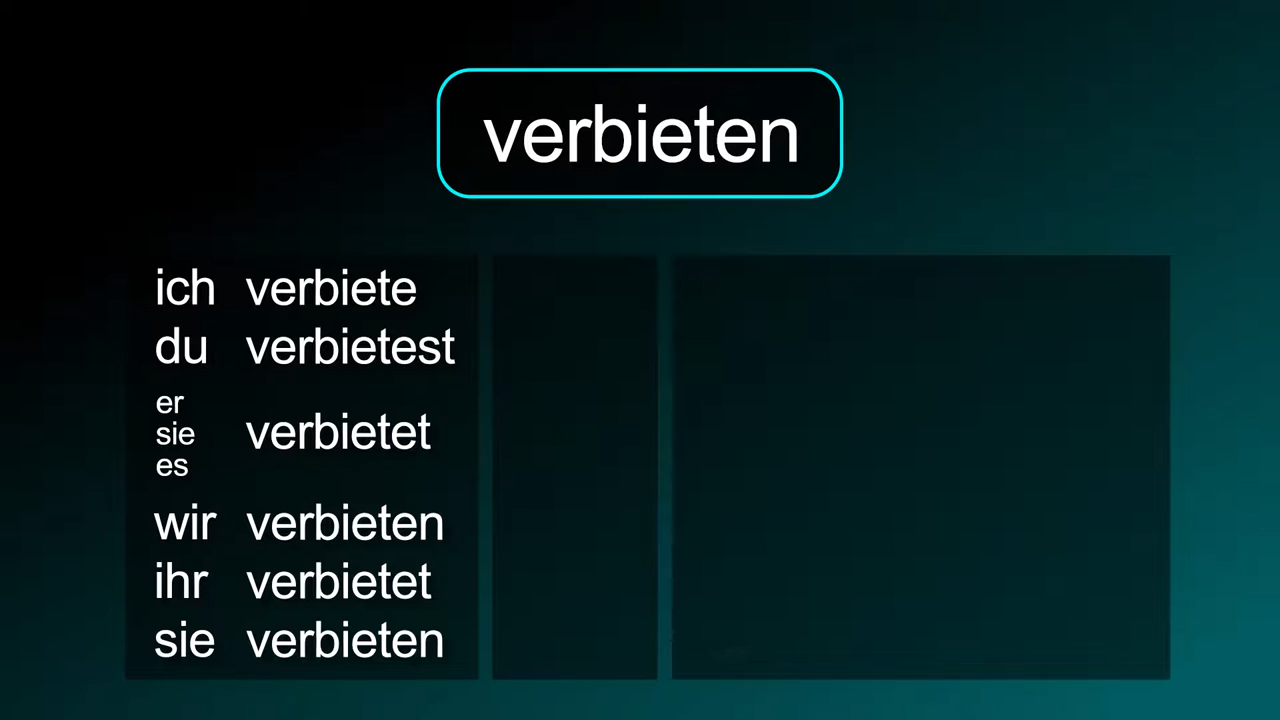 verbieten
ich verbiete
du verbietest
er
sie verbietet
es
wir verbieten
ihr verbietet
sie verbieten